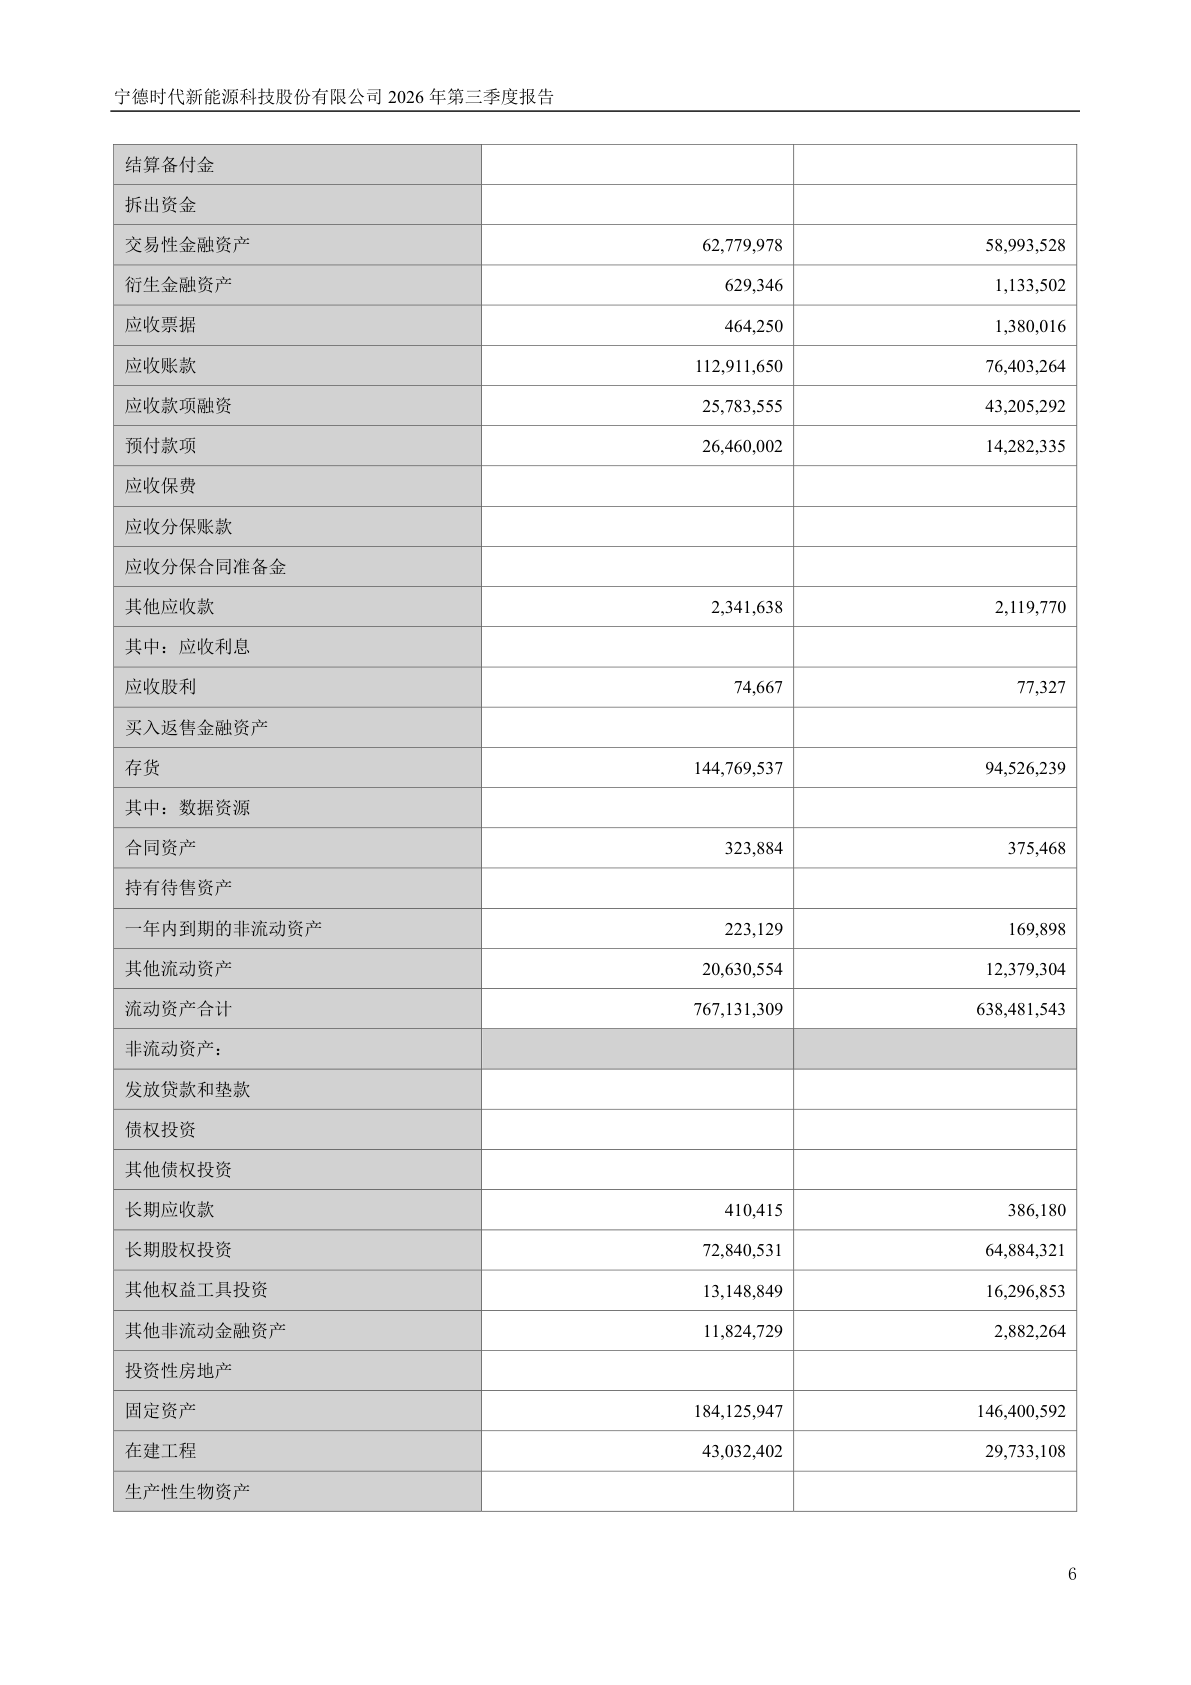 宁德时代新能源科技股份有限公司 2026 年第三季度报告
结算备付金
拆出资金
交易性金融资产 62,779,978 58,993,528
衍生金融资产 629,346 1,133,502
应收票据 464,250 1,380,016
应收账款 112,911,650 76,403,264
应收款项融资 25,783,555 43,205,292
预付款项 26,460,002 14,282,335
应收保费
应收分保账款
应收分保合同准备金
其他应收款 2,341,638 2,119,770
其中：应收利息
应收股利 74,667 77,327
买入返售金融资产
存货 144,769,537 94,526,239
其中：数据资源
合同资产 323,884 375,468
持有待售资产
一年内到期的非流动资产 223,129 169,898
其他流动资产 20,630,554 12,379,304
流动资产合计 767,131,309 638,481,543
非流动资产：
发放贷款和垫款
债权投资
其他债权投资
长期应收款 410,415 386,180
长期股权投资 72,840,531 64,884,321
其他权益工具投资 13,148,849 16,296,853
其他非流动金融资产 11,824,729 2,882,264
投资性房地产
固定资产 184,125,947 146,400,592
在建工程 43,032,402 29,733,108
生产性生物资产
6